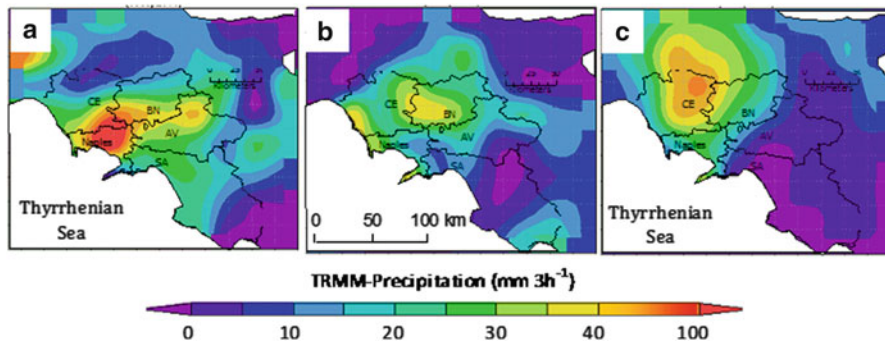 a
CE
BN
Naples
AV
SA
Thyrrhenian
Sea
b
CE
BN
Naples
AV
SA
0 50 100 km
c
CE
BN
Naples
AV
SA
Thyrrhenian
Sea
TRMM-Precipitation (mm 3h⁻¹)
0 10 20 30 40 100